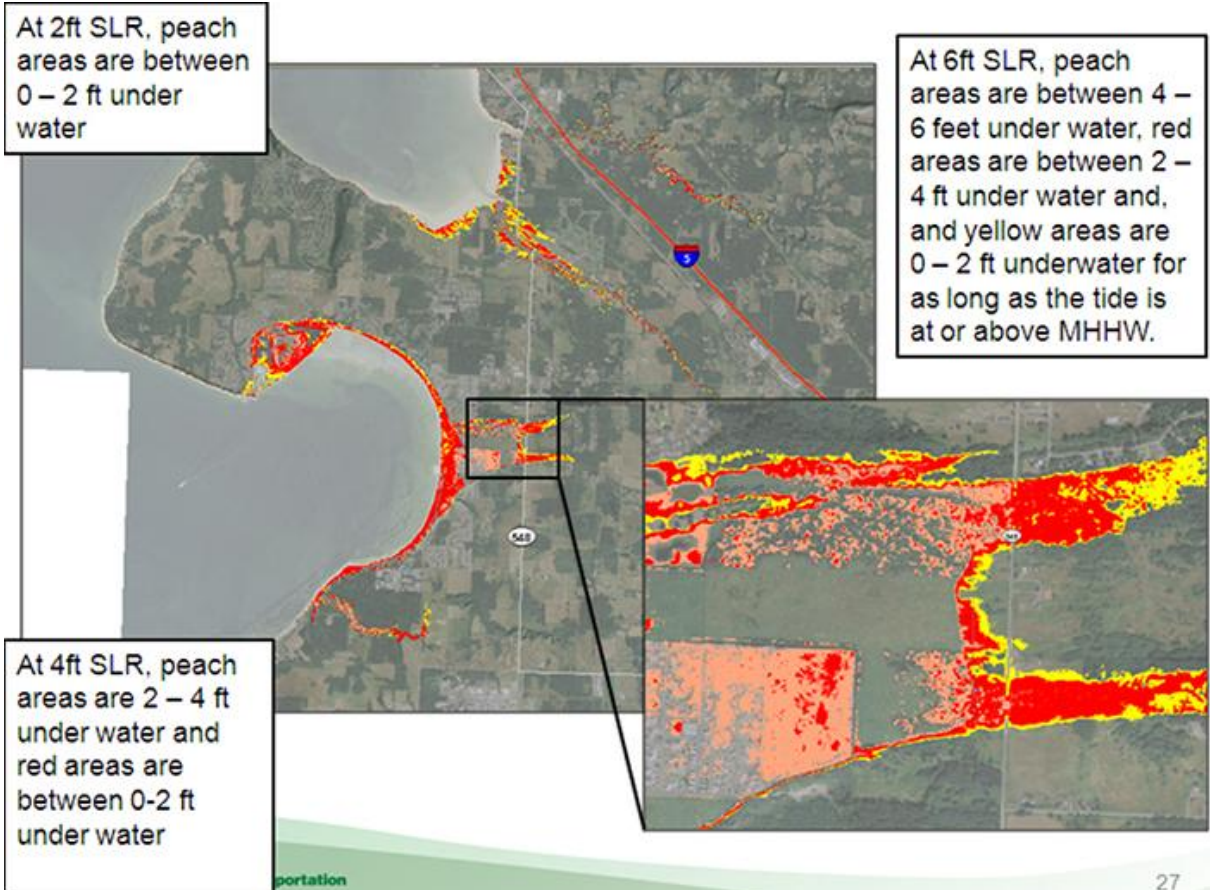 At 2ft SLR, peach
areas are between
0 – 2 ft under
water
At 6ft SLR, peach
areas are between 4 –
6 feet under water, red
areas are between 2 –
4 ft under water and,
and yellow areas are
0 – 2 ft underwater for
as long as the tide is
at or above MHHW.
5
548
548
At 4ft SLR, peach
areas are 2 – 4 ft
under water and
red areas are
between 0-2 ft
under water
portation
27